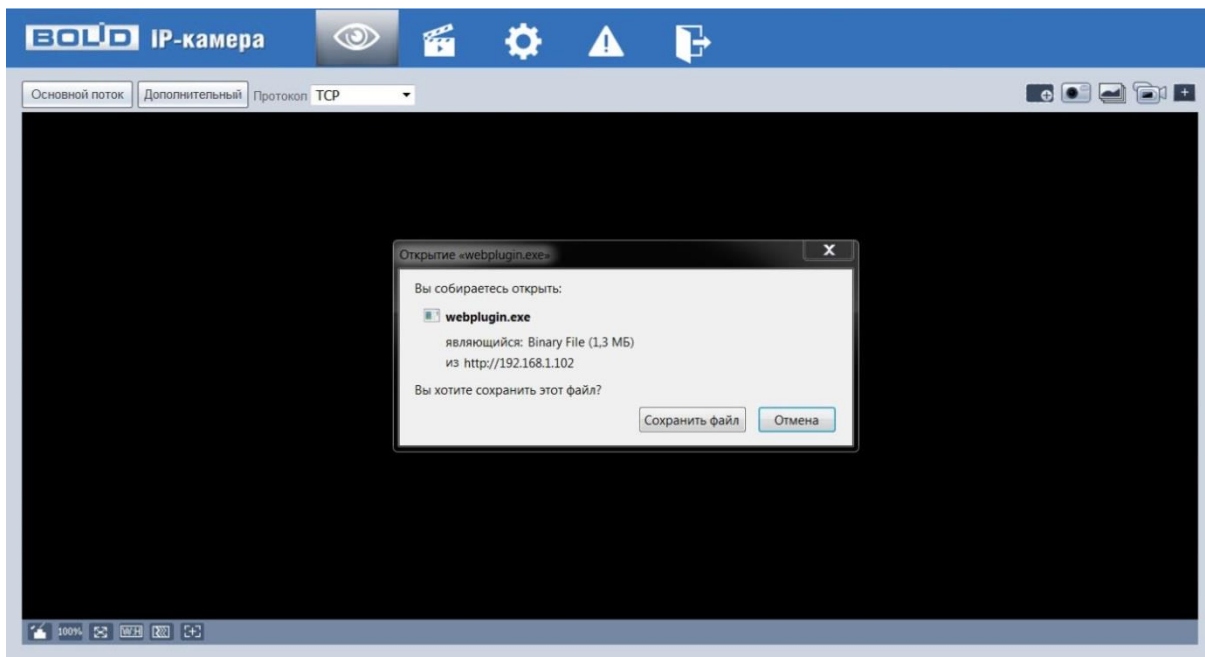 BOLID IP-камера
Основной поток Дополнительный Протокол TCP
Открытие «webplugin.exe»
Вы собираетесь открыть:
webplugin.exe
являющийся: Binary File (1,3 МБ)
из http://192.168.1.102
Вы хотите сохранить этот файл?
Сохранить файл Отмена
100% W:H